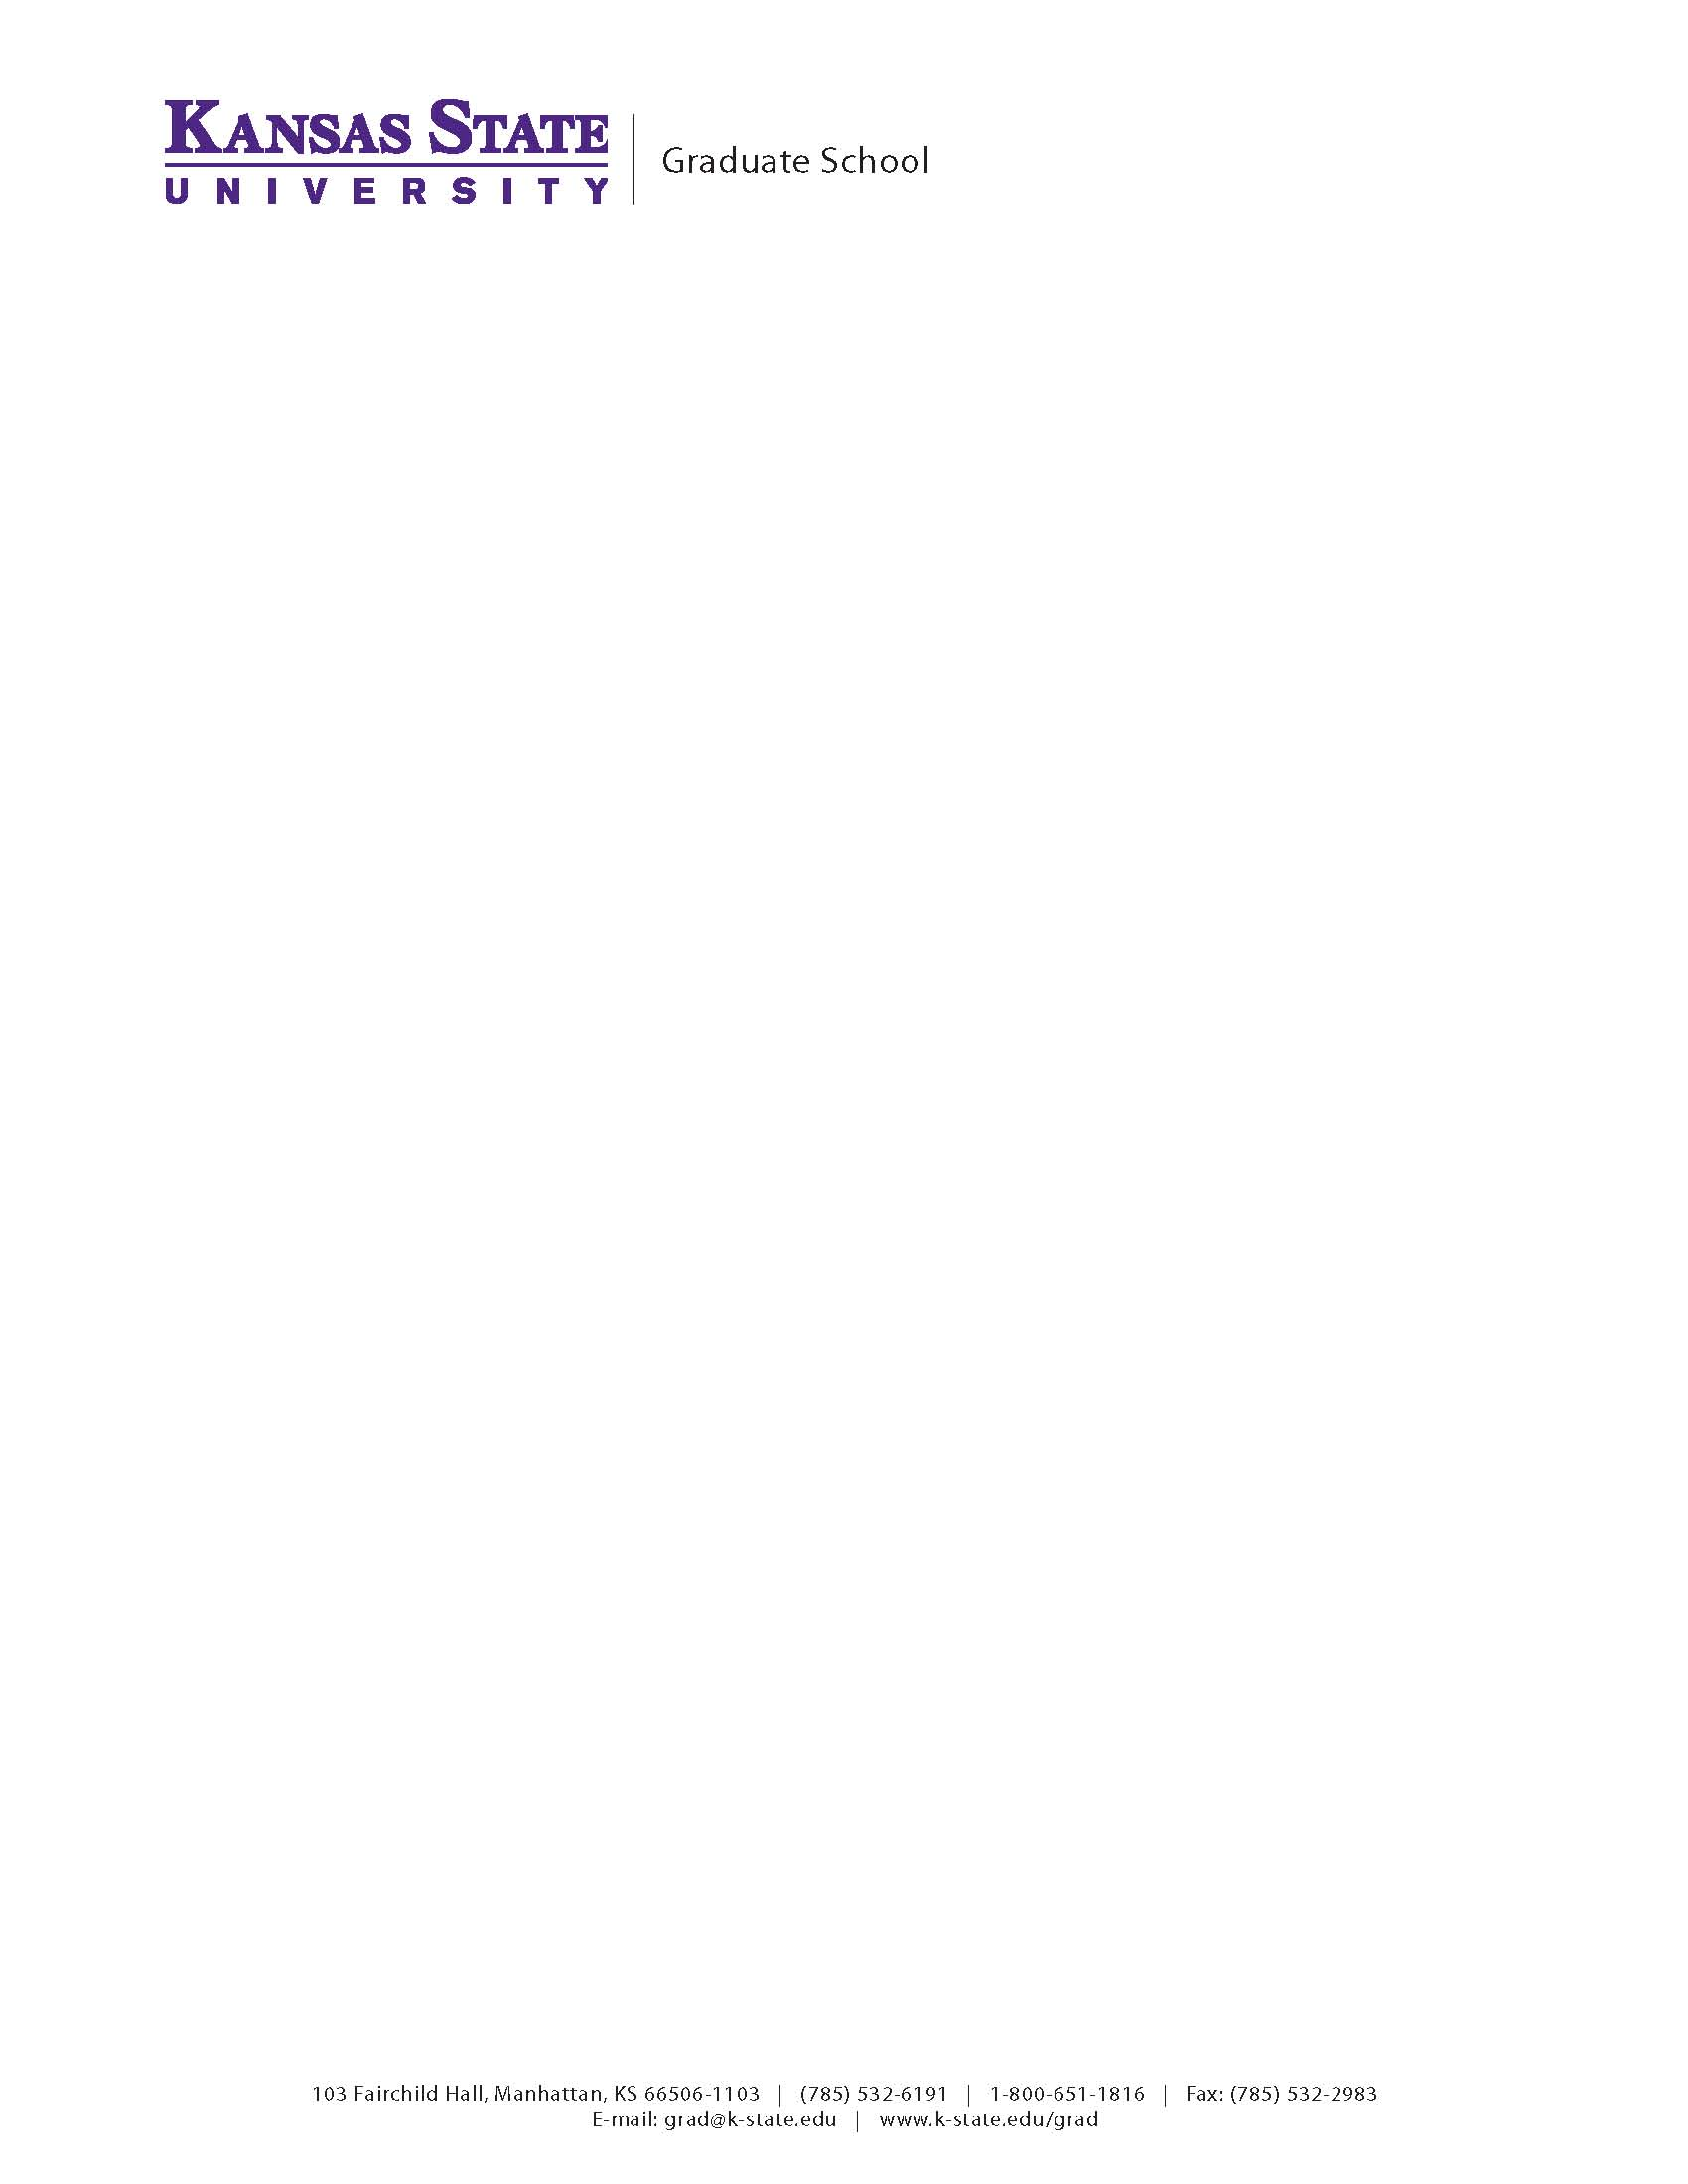 KANSAS STATE
UNIVERSITY
Graduate School
103 Fairchild Hall, Manhattan, KS 66506-1103 | (785) 532-6191 | 1-800-651-1816 | Fax: (785) 532-2983
E-mail: grad@k-state.edu | www.k-state.edu/grad